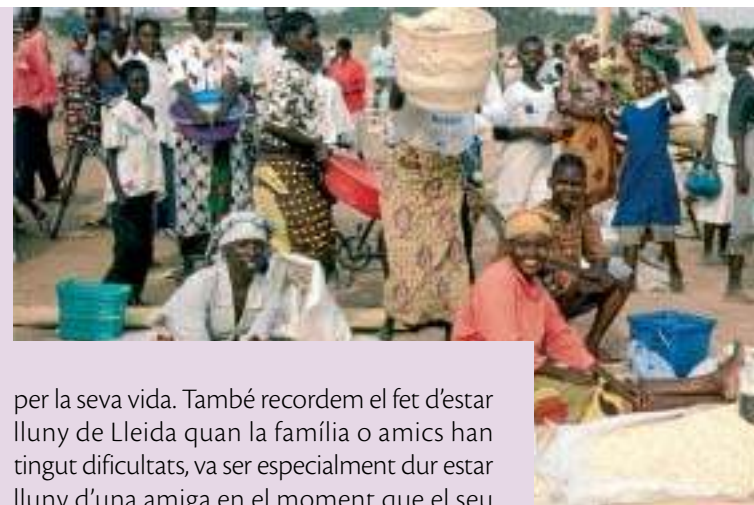 per la seva vida. També recordem el fet d’estar
lluny de Lleida quan la família o amics han
tingut dificultats, va ser especialment dur estar
lluny d’una amiga en el moment que el seu